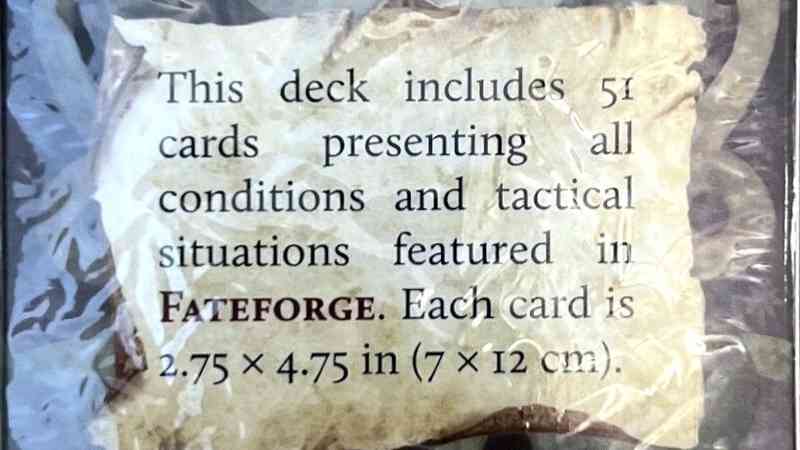 This deck includes 51
cards presenting all
conditions and tactical
situations featured in
FATEFORGE. Each card is
2.75 × 4.75 in (7 × 12 cm).